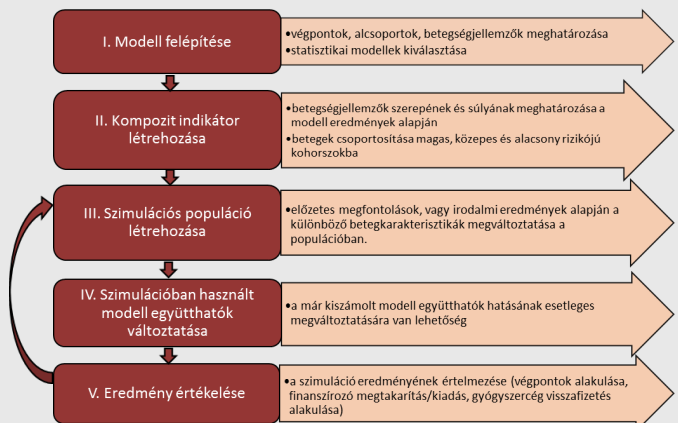 I. Modell felépítése
•végpontok, alcsoportok, betegségjellemzők meghatározása
•statisztikai modellek kiválasztása
II. Kompozit indikátor
létrehozása
•betegségjellemzők szerepének és súlyának meghatározása a
modell eredmények alapján
•betegek csoportosítása magas, közepes és alacsony rizikójú
kohorszokba
III. Szimulációs populáció
létrehozása
•előzetes megfontolások, vagy irodalmi eredmények alapján a
különböző betegkarakterisztikák megváltoztatása a
populációban.
IV. Szimulációban használt
modell együtthatók
változtatása
•a már kiszámolt modell együtthatók hatásának esetleges
megváltoztatására van lehetőség
V. Eredmény értékelése
•a szimuláció eredményének értelmezése (végpontok alakulása,
finanszírozó megtakarítás/kiadás, gyógyszercég visszafizetés
alakulása)